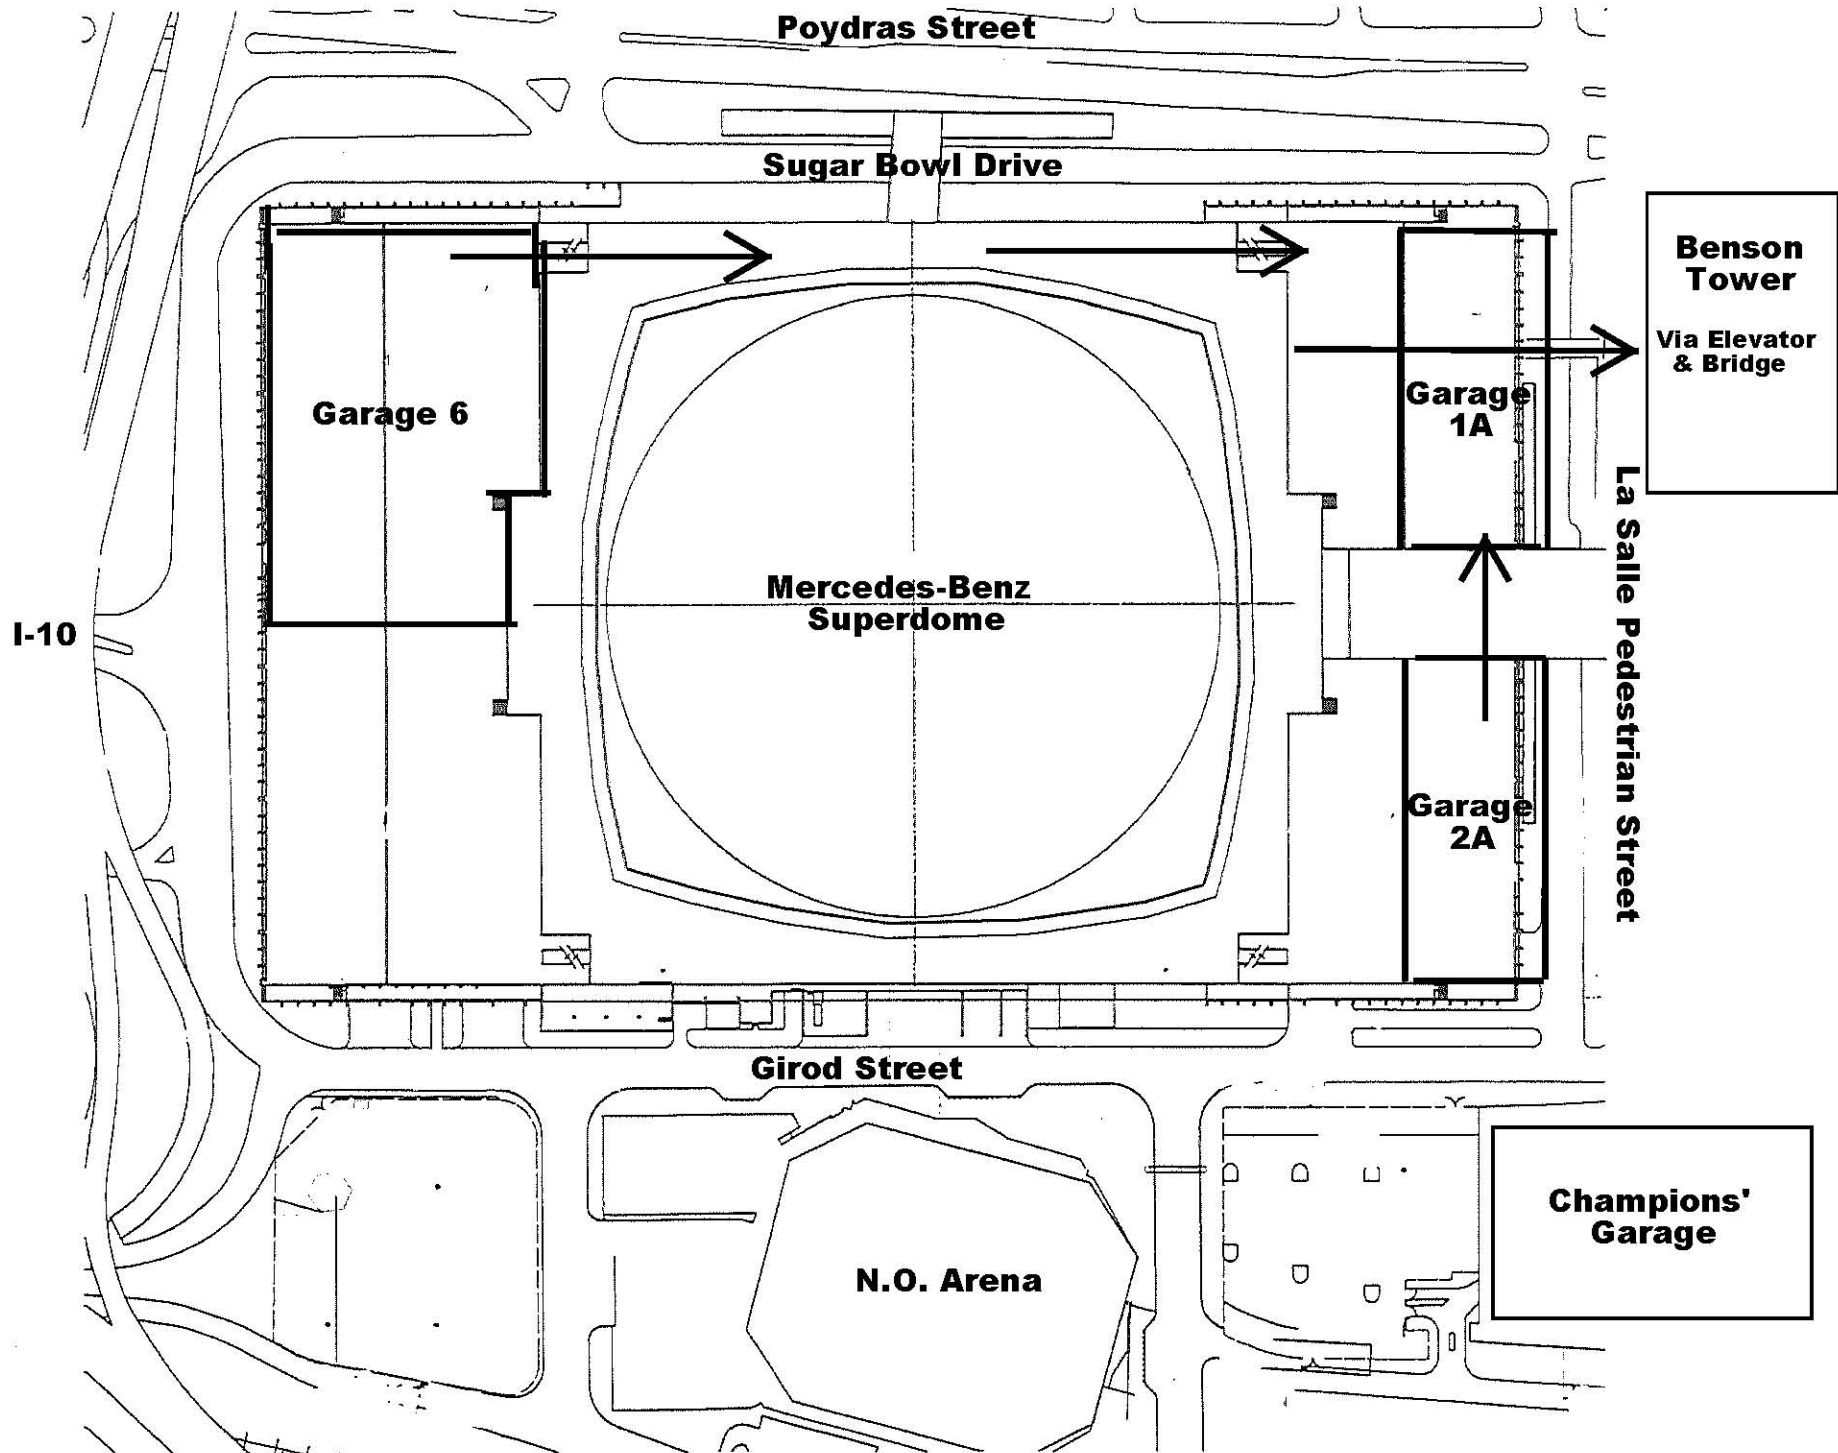 Poydras Street
Sugar Bowl Drive
Benson
Tower
Via Elevator
& Bridge
Garage 6
Garage
1A
La Salle Pedestrian Street
Mercedes-Benz
Superdome
I-10
Garage
2A
Girod Street
Champions'
Garage
N.O. Arena